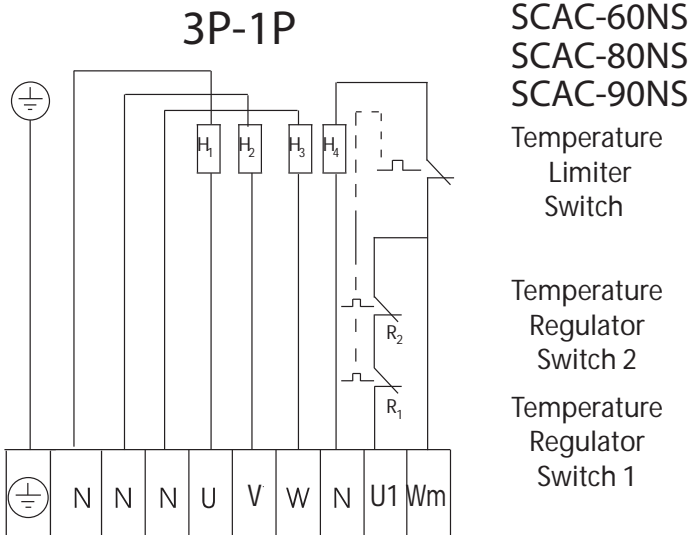 3P-1P
SCAC-60NS
SCAC-80NS
SCAC-90NS
Temperature
Limiter
Switch
H1 H2 H3 H4
Temperature
Regulator
Switch 2
R2
Temperature
Regulator
Switch 1
R1
N N N U V W N U1 Wm